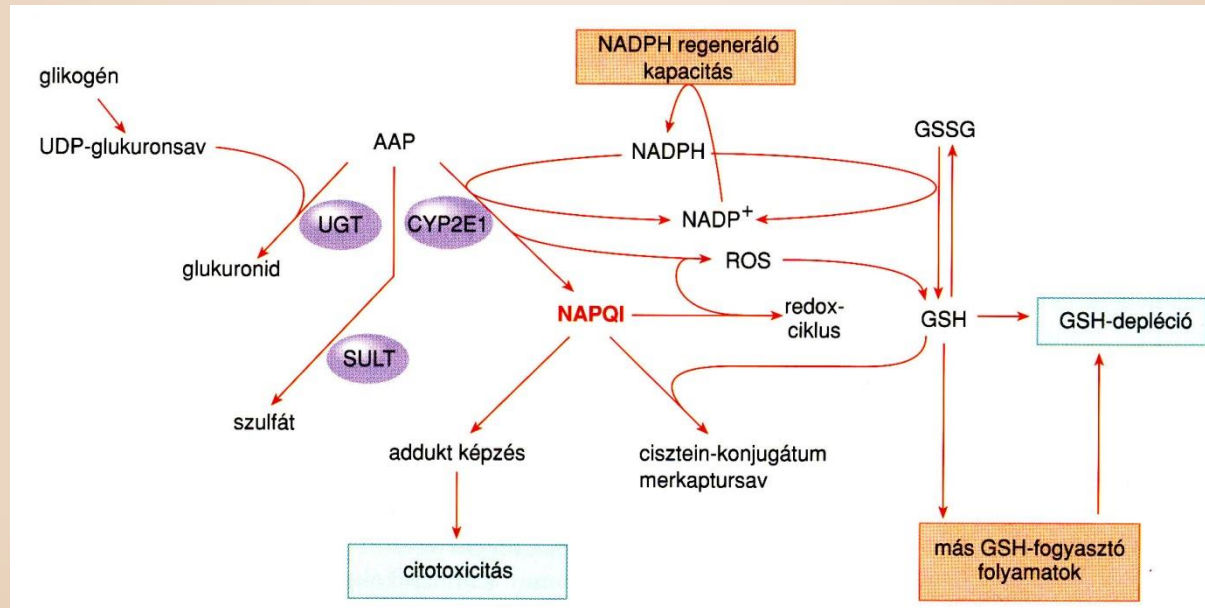 NADPH regeneráló
kapacitás
glikogén
UDP-glukuronsav
AAP
NADPH
GSSG
UGT
CYP2E1
NADP+
glukuronid
ROS
NAPQI
redox-
ciklus
GSH
GSH-depléció
SULT
szulfát
addukt képzés
cisztein-konjugátum
merkaptursav
citotoxicitás
más GSH-fogyasztó
folyamatok